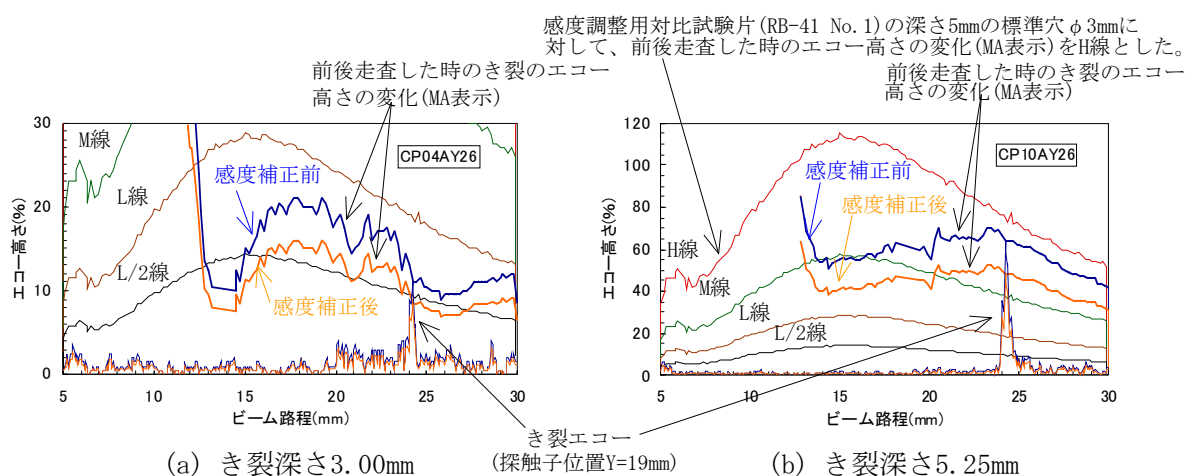 感度調整用対比試験片(RB-41 No.1)の深さ5mmの標準穴φ3mmに
対して、前後走査した時のエコー高さの変化(MA表示)をH線とした。
前後走査した時のき裂のエコー
高さの変化(MA表示)
前後走査した時のき裂のエコー
高さの変化(MA表示)
エコー高さ(%)
30
20
10
0
M線
L線
L/2線
感度補正前
感度補正後
CP04AY26
5
10
15
20
25
30
ビーム路程(mm)
(a) き裂深さ3.00mm
エコー高さ(%)
120
100
80
60
40
20
0
H線
M線
L線
L/2線
感度補正前
感度補正後
CP10AY26
5
10
15
20
25
30
ビーム路程(mm)
き裂エコー
(探触子位置Y=19mm)
(b) き裂深さ5.25mm